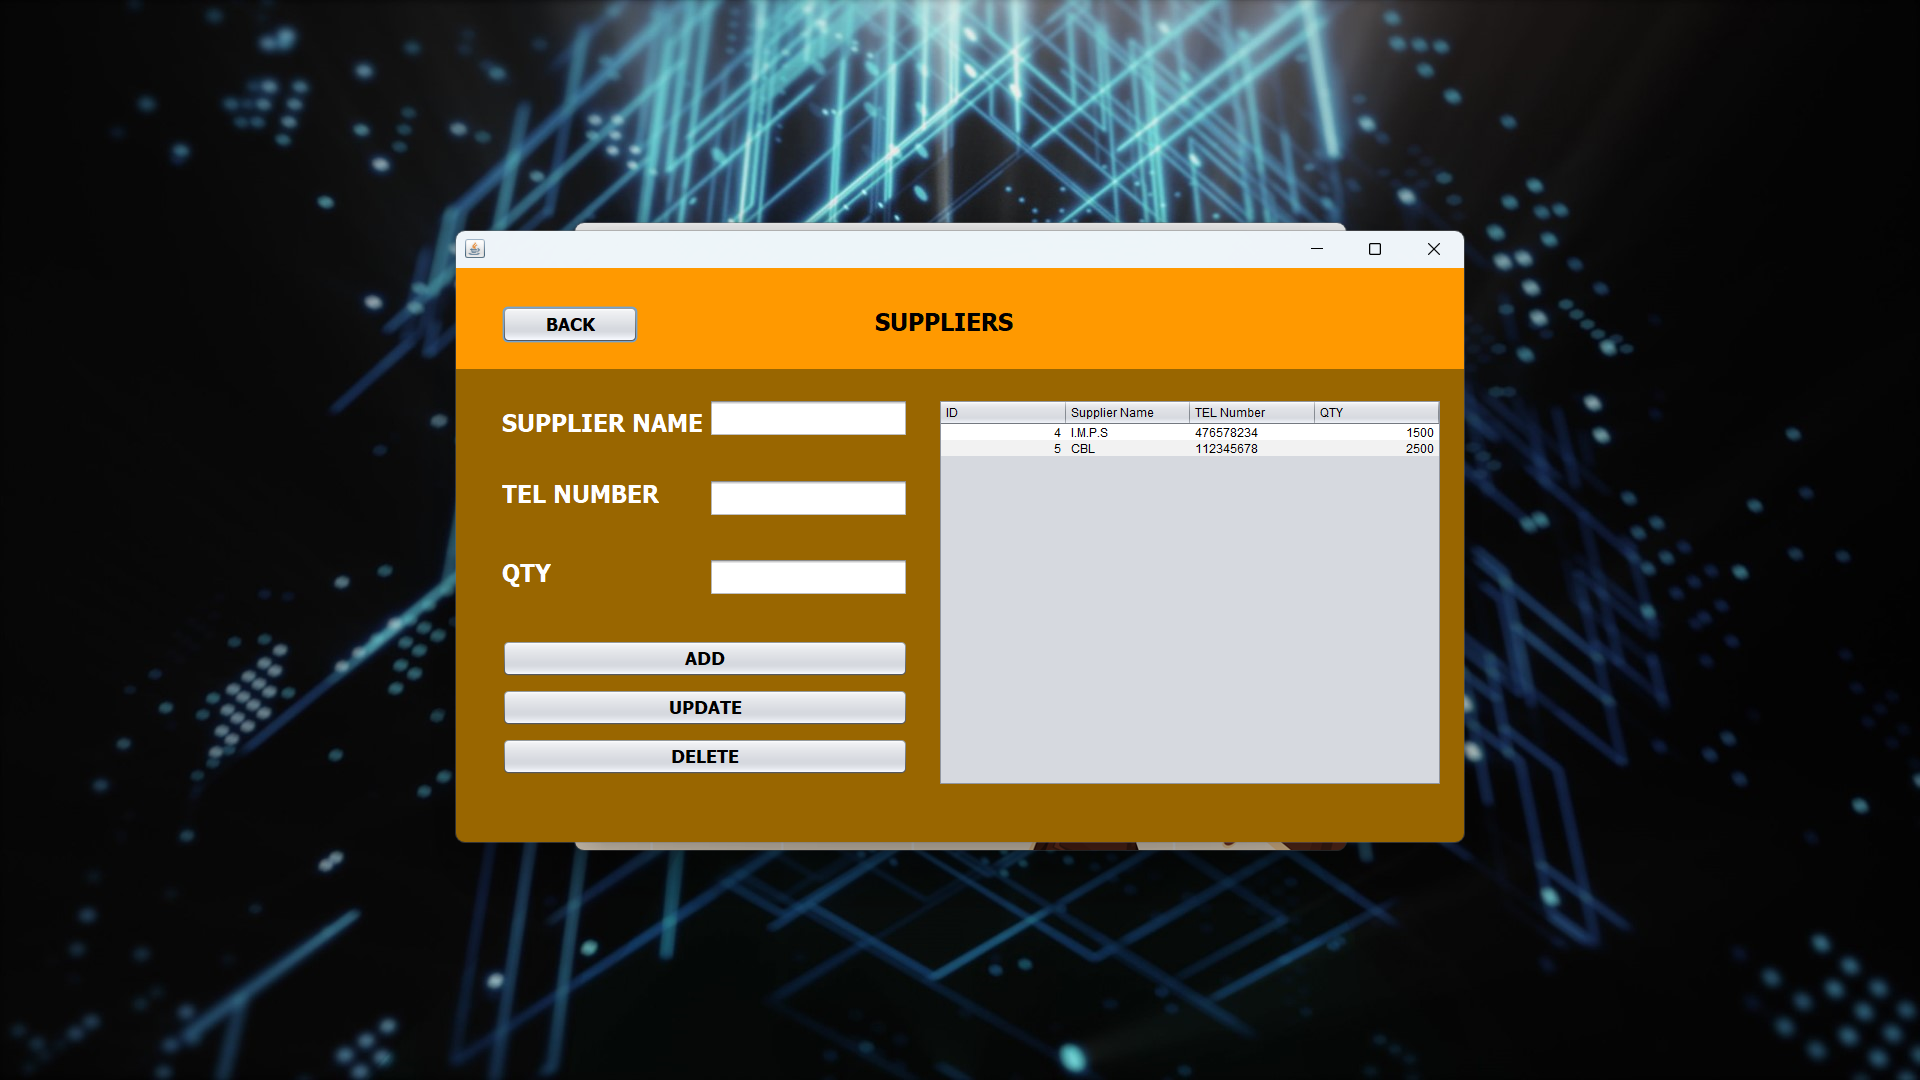 BACK
SUPPLIERS
SUPPLIER NAME
TEL NUMBER
QTY
ADD
UPDATE
DELETE
ID Supplier Name TEL Number QTY
4 I.M.P.S 476578234 1500
5 CBL 112345678 2500